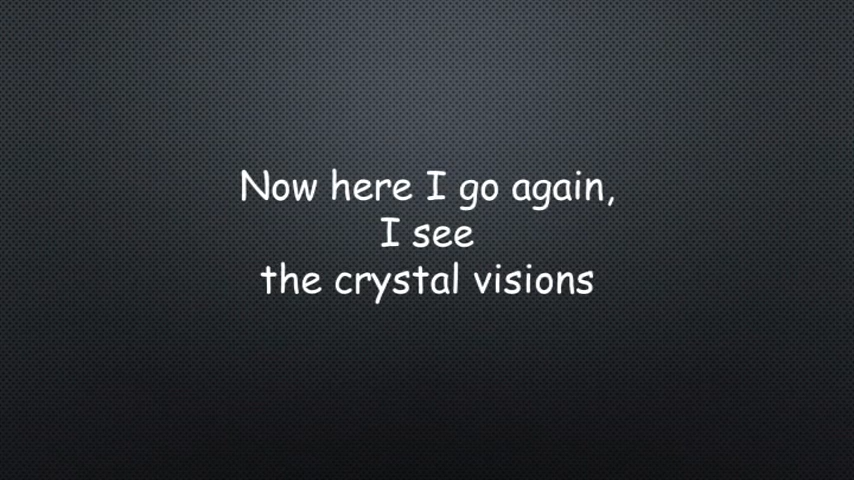 Now here I go again,
I see
the crystal visions